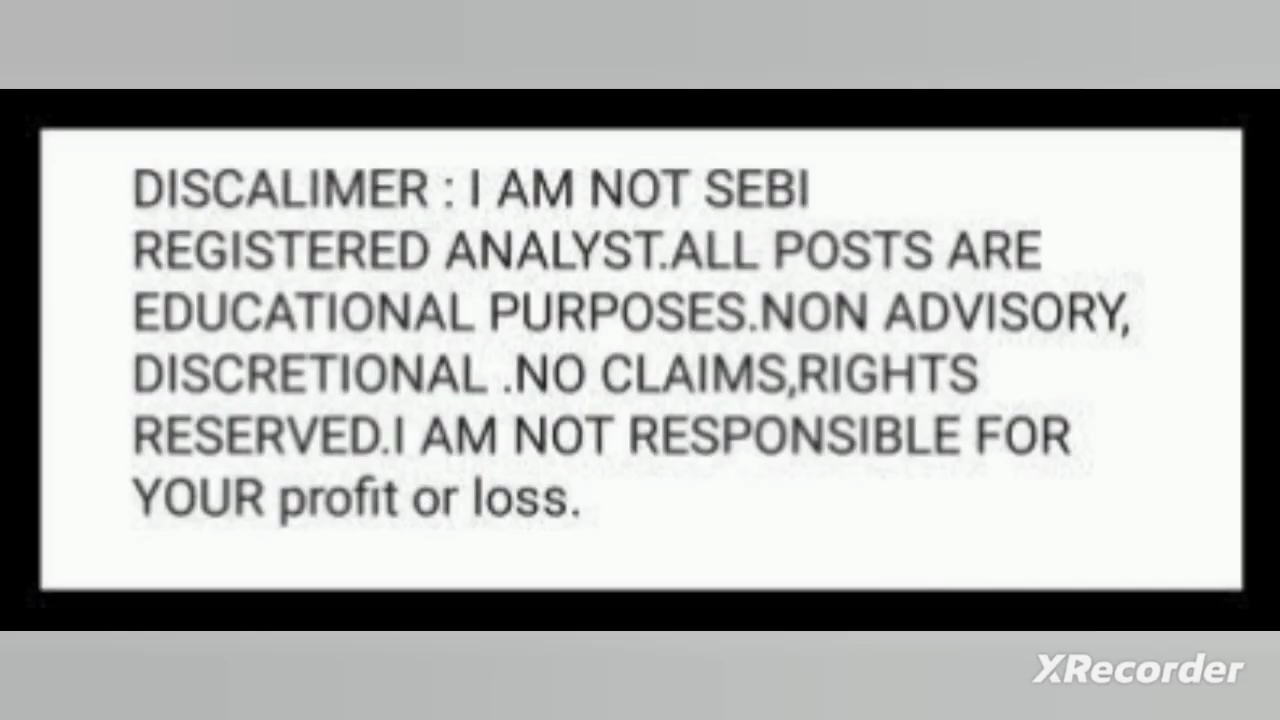 DISCALIMER : I AM NOT SEBI
REGISTERED ANALYST.ALL POSTS ARE
EDUCATIONAL PURPOSES.NON ADVISORY,
DISCRETIONAL .NO CLAIMS,RIGHTS
RESERVED.I AM NOT RESPONSIBLE FOR
YOUR profit or loss.
XRecorder